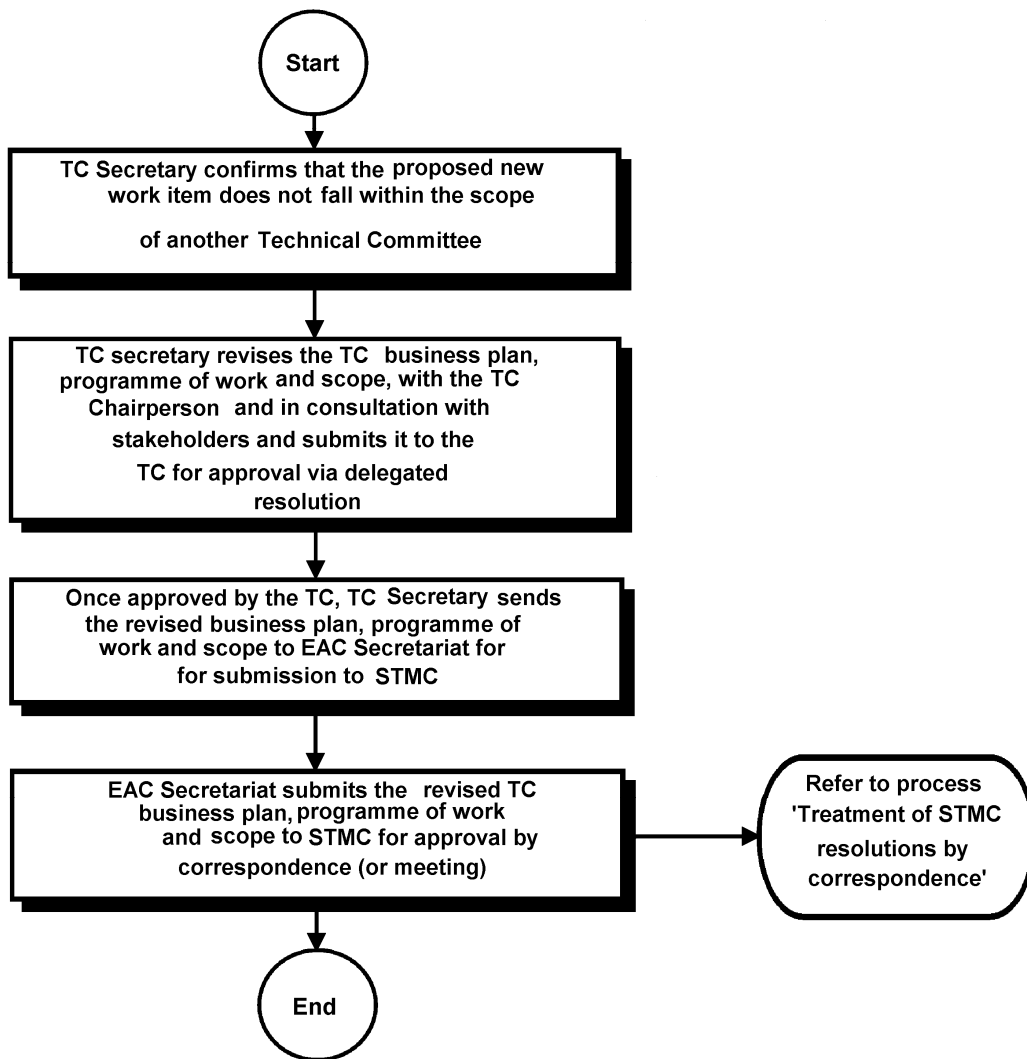 Start
TC Secretary confirms that the proposed new
work item does not fall within the scope
of another Technical Committee
TC secretary revises the TC business plan,
programme of work and scope, with the TC
Chairperson and in consultation with
stakeholders and submits it to the
TC for approval via delegated
resolution
Once approved by the TC, TC Secretary sends
the revised business plan, programme of
work and scope to EAC Secretariat for
for submission to STMC
EAC Secretariat submits the revised TC
business plan, programme of work
and scope to STMC for approval by
correspondence (or meeting)
Refer to process
'Treatment of STMC
resolutions by
correspondence'
End